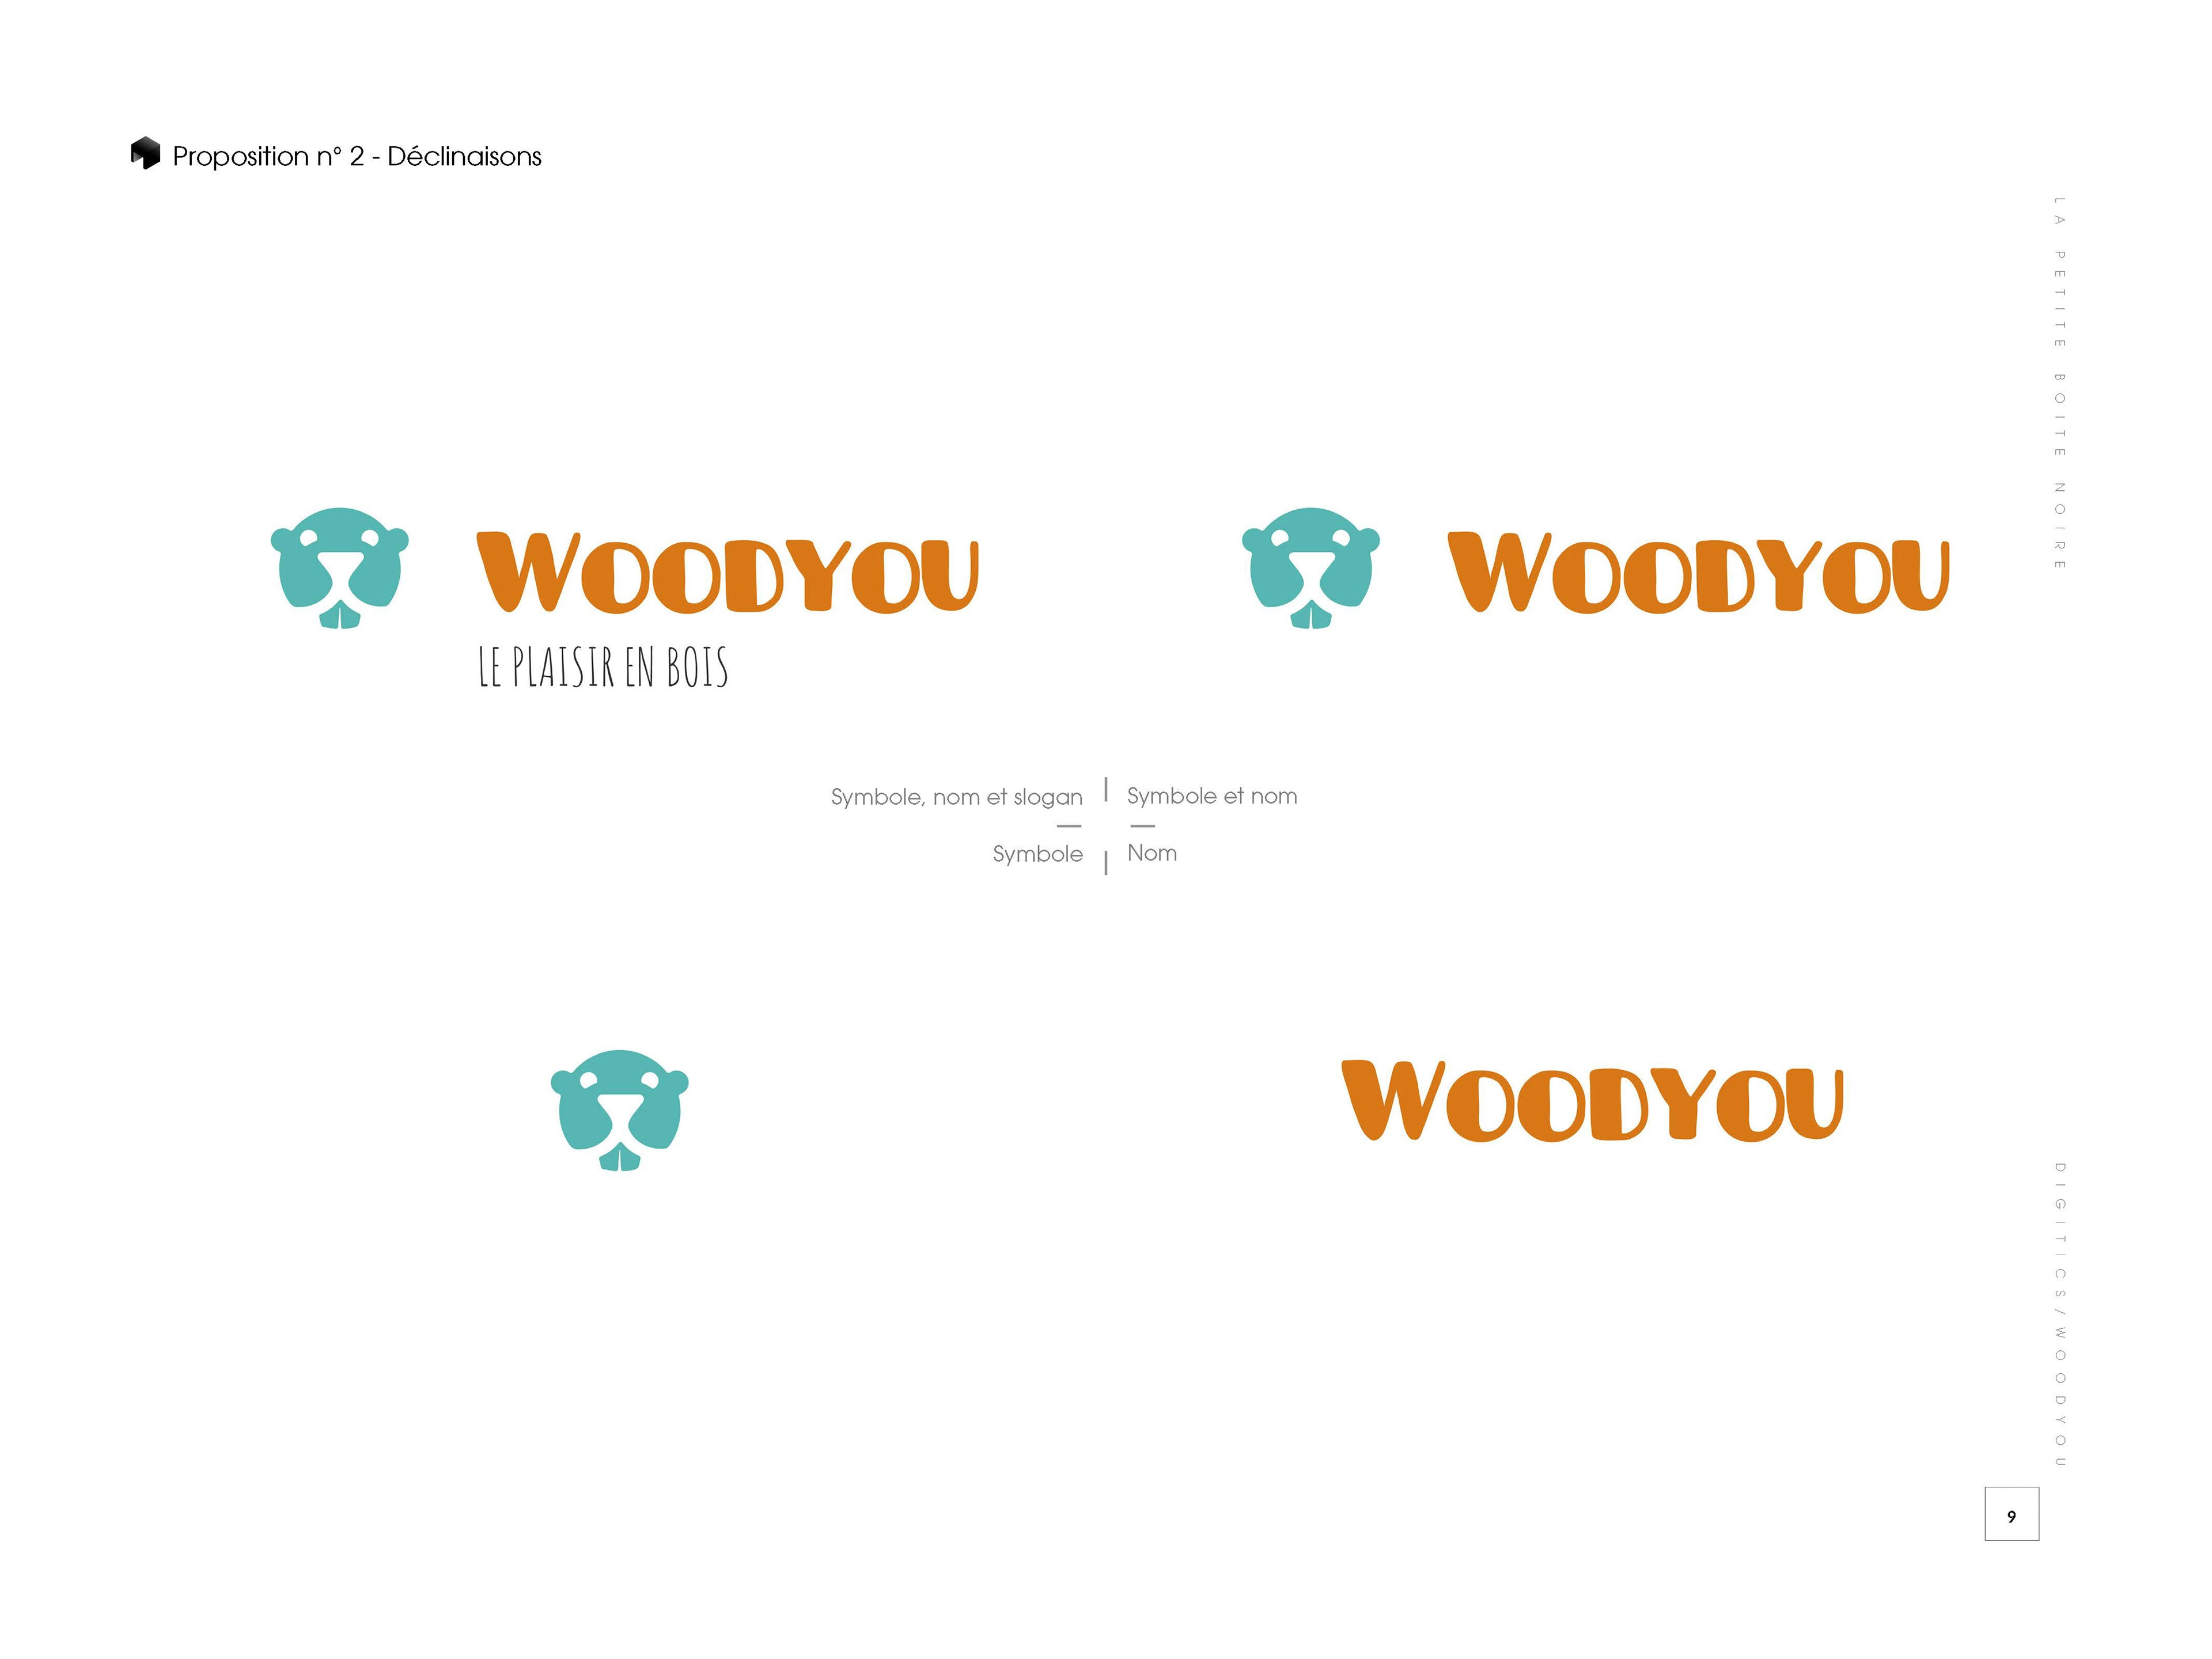 Proposition n° 2 - Déclinaisons
LA PETITE BOITE NOIRE
WOODYOU
LE PLAISIR EN BOIS
WOODYOU
Symbole, nom et slogan
Symbole et nom
Symbole
Nom
WOODYOU
DIGITICS/WOODYOU
9